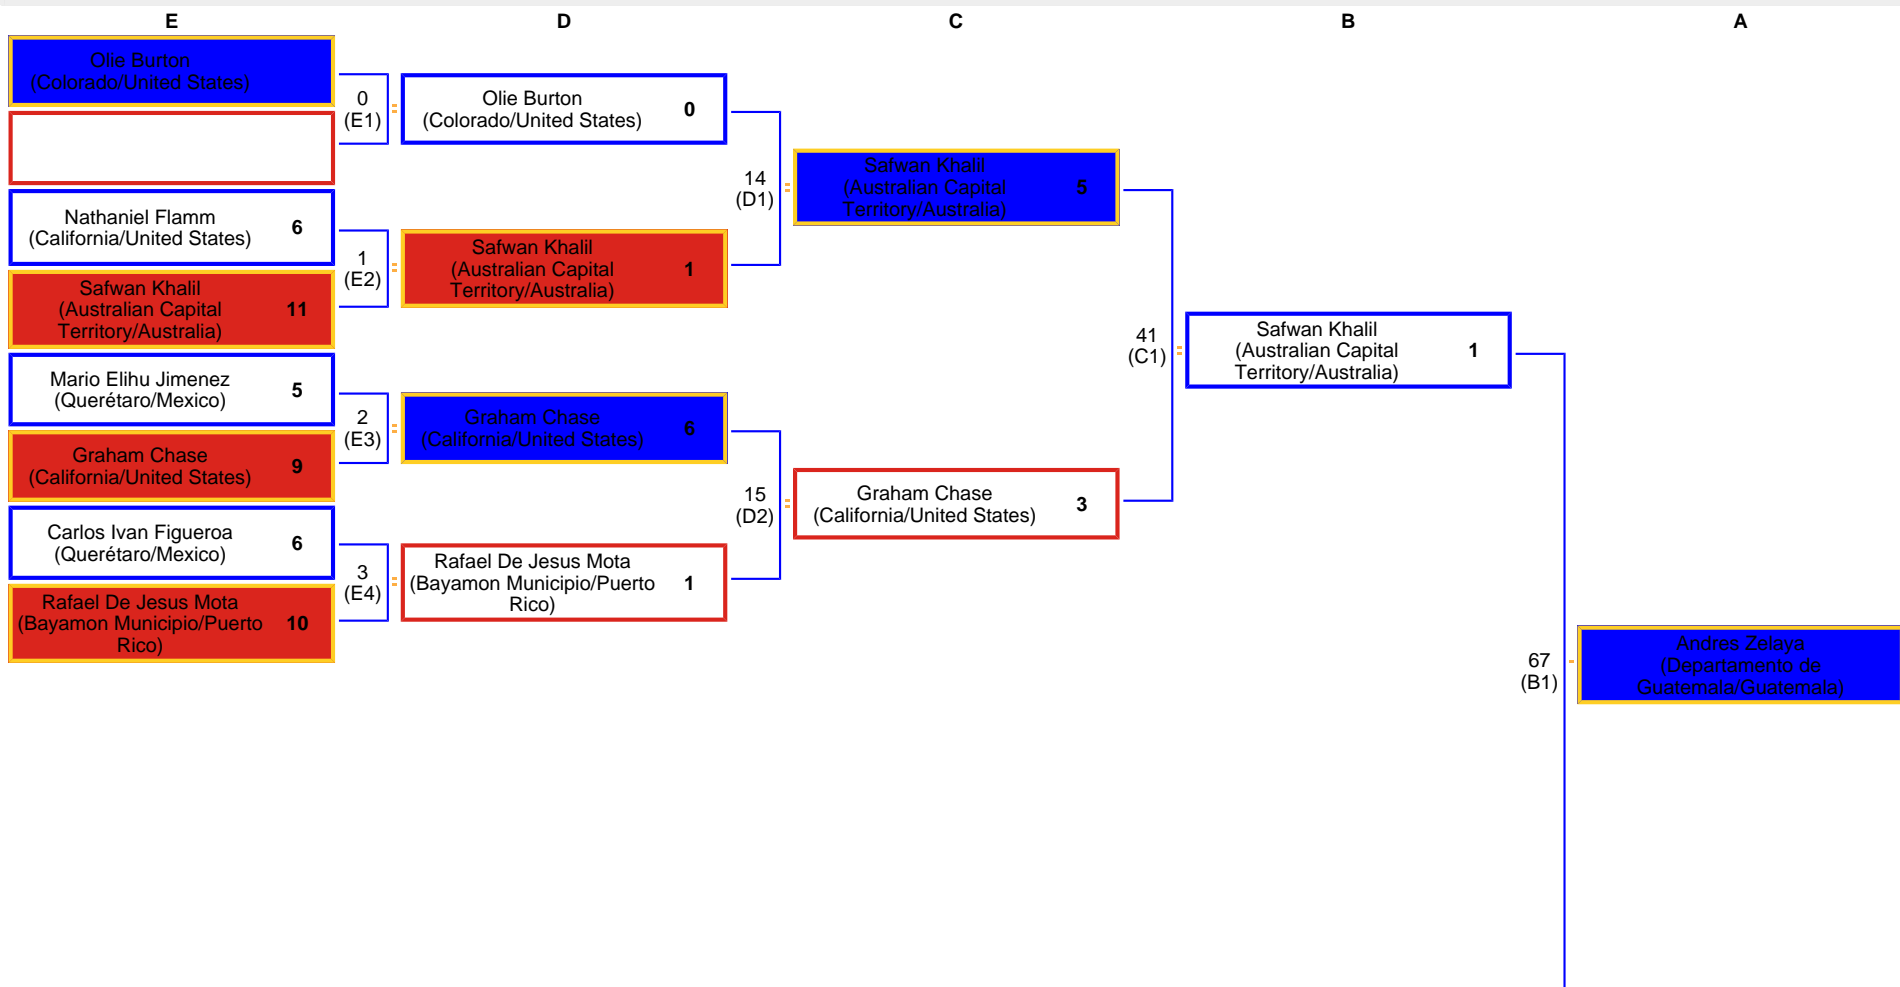 E
D
C
B
A
Olie Burton
(Colorado/United States)
0
(E1)
Nathaniel Flamm
(California/United States)
6
1
(E2)
Safwan Khalil
(Australian Capital
Territory/Australia)
11
Mario Elihu Jimenez
(Querétaro/Mexico)
5
2
(E3)
Graham Chase
(California/United States)
9
Carlos Ivan Figueroa
(Querétaro/Mexico)
6
3
(E4)
Rafael De Jesus Mota
(Bayamon Municipio/Puerto
Rico)
10
Olie Burton
(Colorado/United States)
0
14
(D1)
Safwan Khalil
(Australian Capital
Territory/Australia)
1
Graham Chase
(California/United States)
6
15
(D2)
Rafael De Jesus Mota
(Bayamon Municipio/Puerto
Rico)
1
Safwan Khalil
(Australian Capital
Territory/Australia)
5
41
(C1)
Graham Chase
(California/United States)
3
Safwan Khalil
(Australian Capital
Territory/Australia)
1
67
(B1)
Andres Zelaya
(Departamento de
Guatemala/Guatemala)